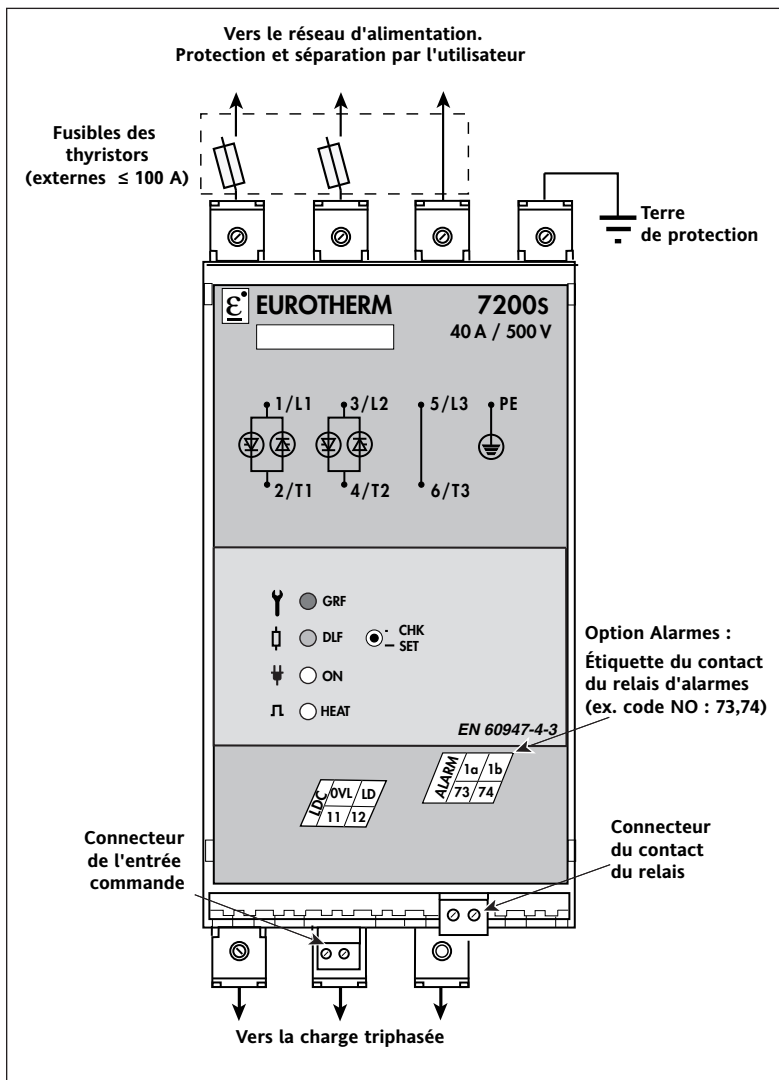 Vers le réseau d'alimentation.
Protection et séparation par l'utilisateur
Fusibles des
thyristors
(externes ≤ 100 A)
Terre
de protection
ε EUROTHERM
7200S
40 A / 500 V
1/L1
3/L2
5/L3
PE
2/T1
4/T2
6/T3
GRF
DLF
CHK
SET
ON
HEAT
EN 60947-4-3
Option Alarmes :
Étiquette du contact
du relais d'alarmes
(ex. code NO : 73,74)
ALARM
1a
1b
73
74
LDC
0VL
LD
11
12
Connecteur
de l'entrée
commande
Connecteur
du contact
du relais
Vers la charge triphasée